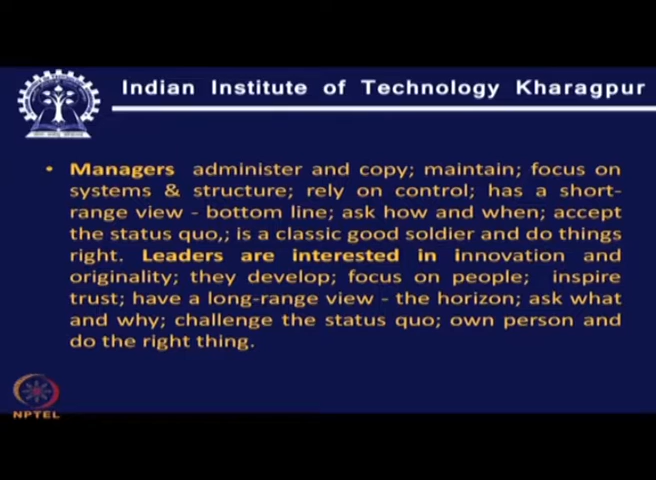 Indian Institute of Technology Kharagpur
• Managers administer and copy; maintain; focus on
systems & structure; rely on control; has a short-
range view - bottom line; ask how and when; accept
the status quo,; is a classic good soldier and do things
right. Leaders are interested in innovation and
originality; they develop; focus on people; inspire
trust; have a long-range view - the horizon; ask what
and why; challenge the status quo; own person and
do the right thing.
NPTEL